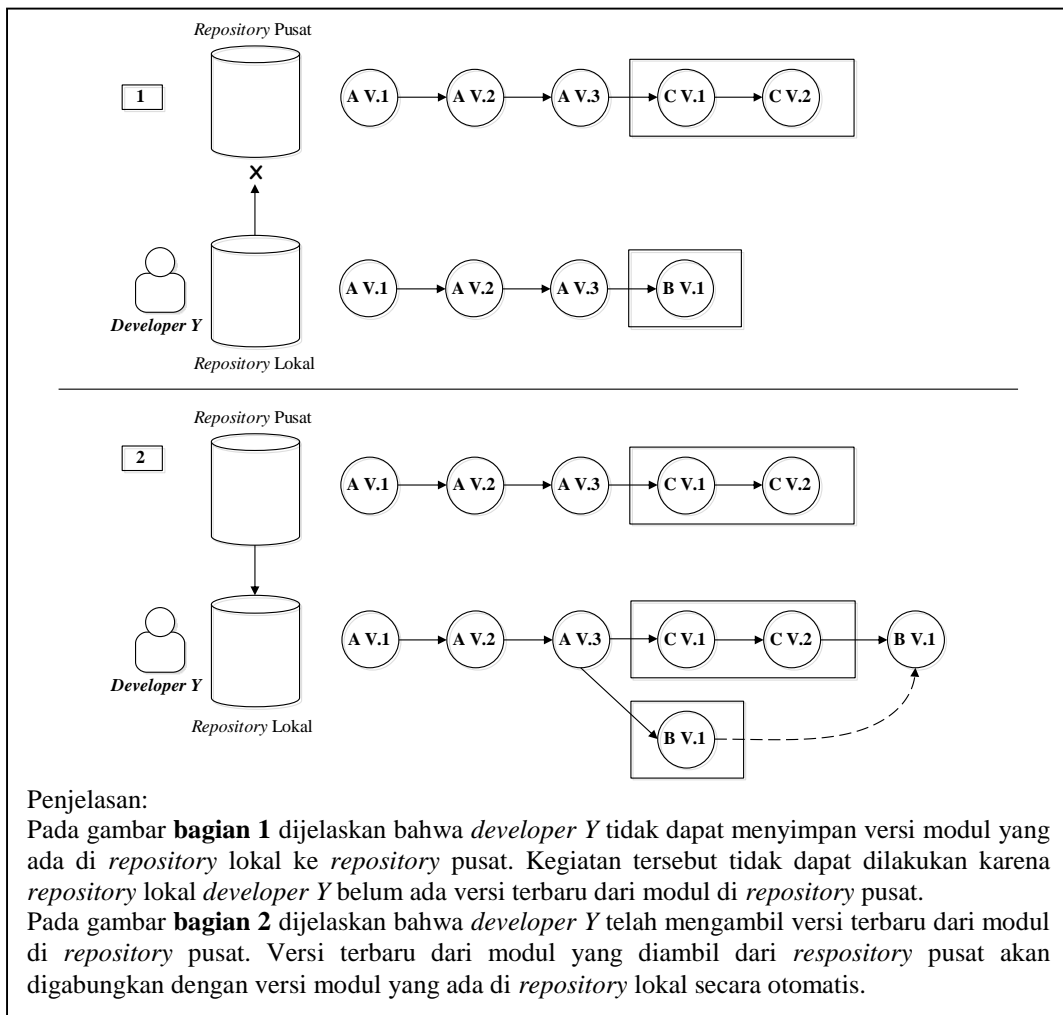 Repository Pusat
1
A V.1 A V.2 A V.3 C V.1 C V.2
X
A V.1 A V.2 A V.3 B V.1
Developer Y
Repository Lokal
Repository Pusat
2
A V.1 A V.2 A V.3 C V.1 C V.2
A V.1 A V.2 A V.3 C V.1 C V.2 B V.1
Developer Y
Repository Lokal
B V.1
Penjelasan:
Pada gambar bagian 1 dijelaskan bahwa developer Y tidak dapat menyimpan versi modul yang
ada di repository lokal ke repository pusat. Kegiatan tersebut tidak dapat dilakukan karena
repository lokal developer Y belum ada versi terbaru dari modul di repository pusat.
Pada gambar bagian 2 dijelaskan bahwa developer Y telah mengambil versi terbaru dari modul
di repository pusat. Versi terbaru dari modul yang diambil dari respository pusat akan
digabungkan dengan versi modul yang ada di repository lokal secara otomatis.